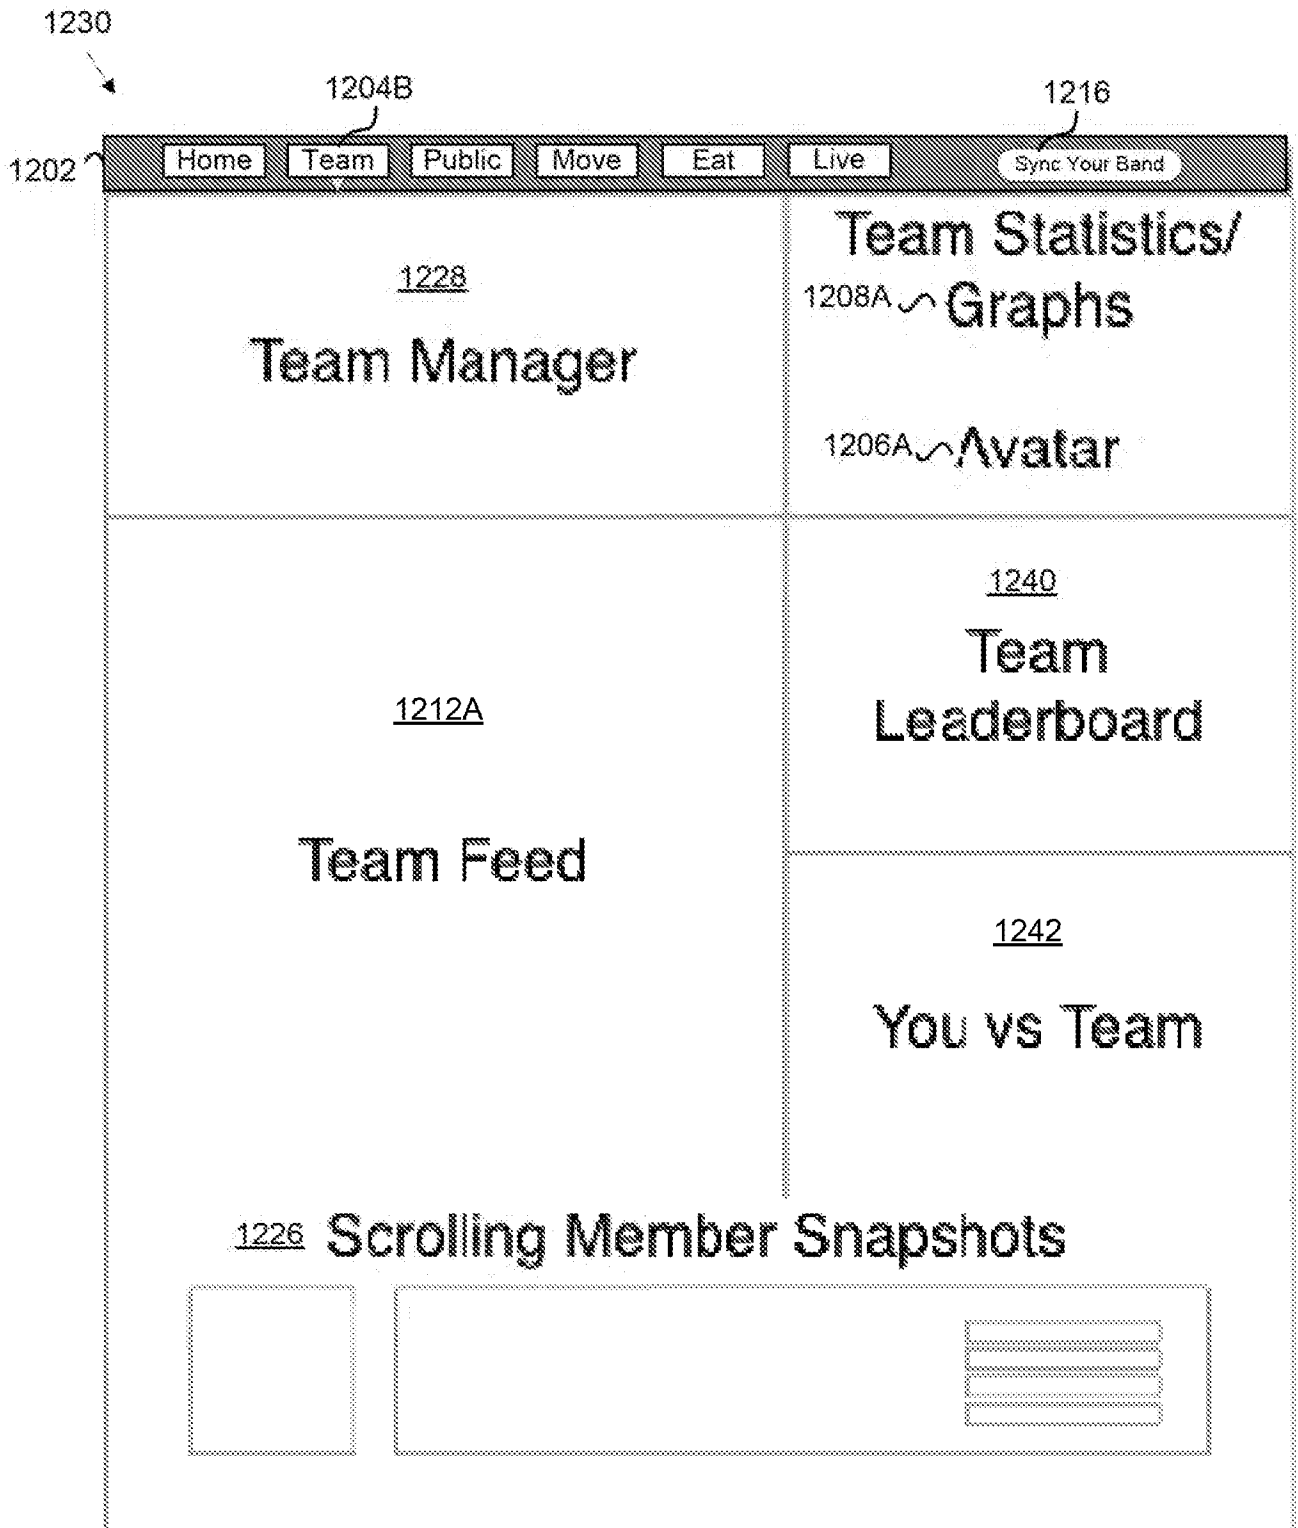 1230
1204B
1216
1202
Home Team Public Move Eat Live Sync Your Band
1228
Team Manager
Team Statistics/
1208A Graphs
1206A Avatar
1212A
Team Feed
1240
Team
Leaderboard
1242
You vs Team
1226 Scrolling Member Snapshots